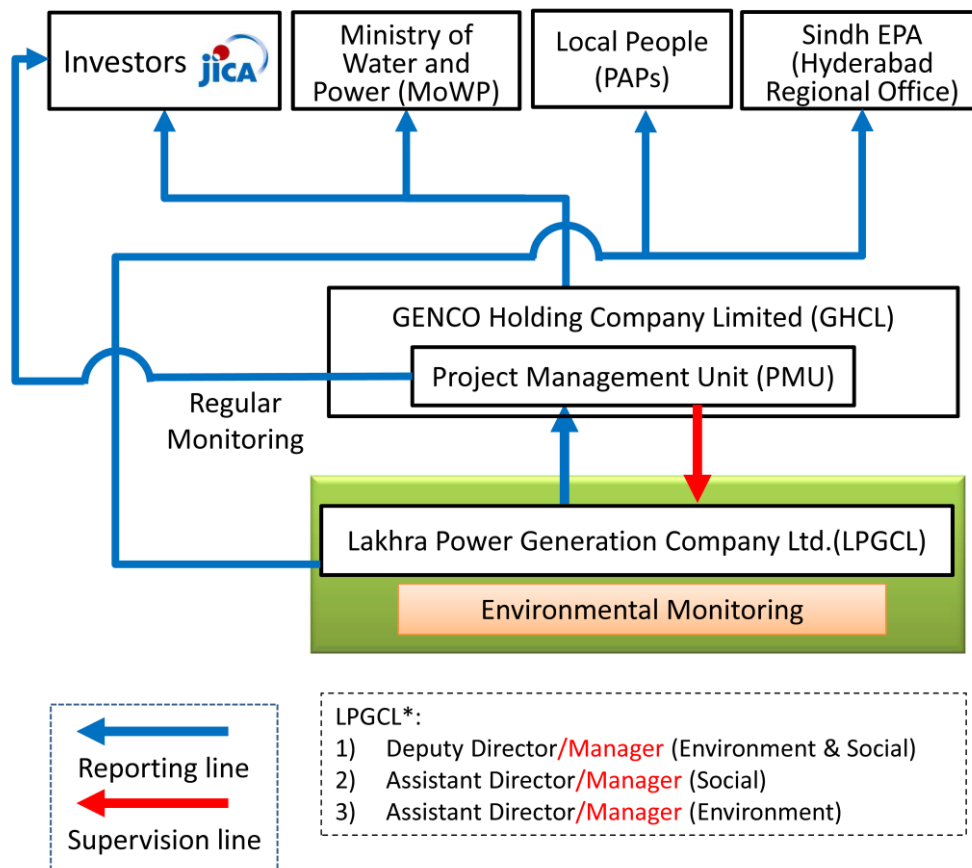 Investors
jICA
Ministry of
Water and
Power (MoWP)
Local People
(PAPs)
Sindh EPA
(Hyderabad
Regional Office)
GENCO Holding Company Limited (GHCL)
Project Management Unit (PMU)
Regular
Monitoring
Lakhra Power Generation Company Ltd.(LPGCL)
Environmental Monitoring
Reporting line
Supervision line
LPGCL*:
1) Deputy Director/Manager (Environment & Social)
2) Assistant Director/Manager (Social)
3) Assistant Director/Manager (Environment)